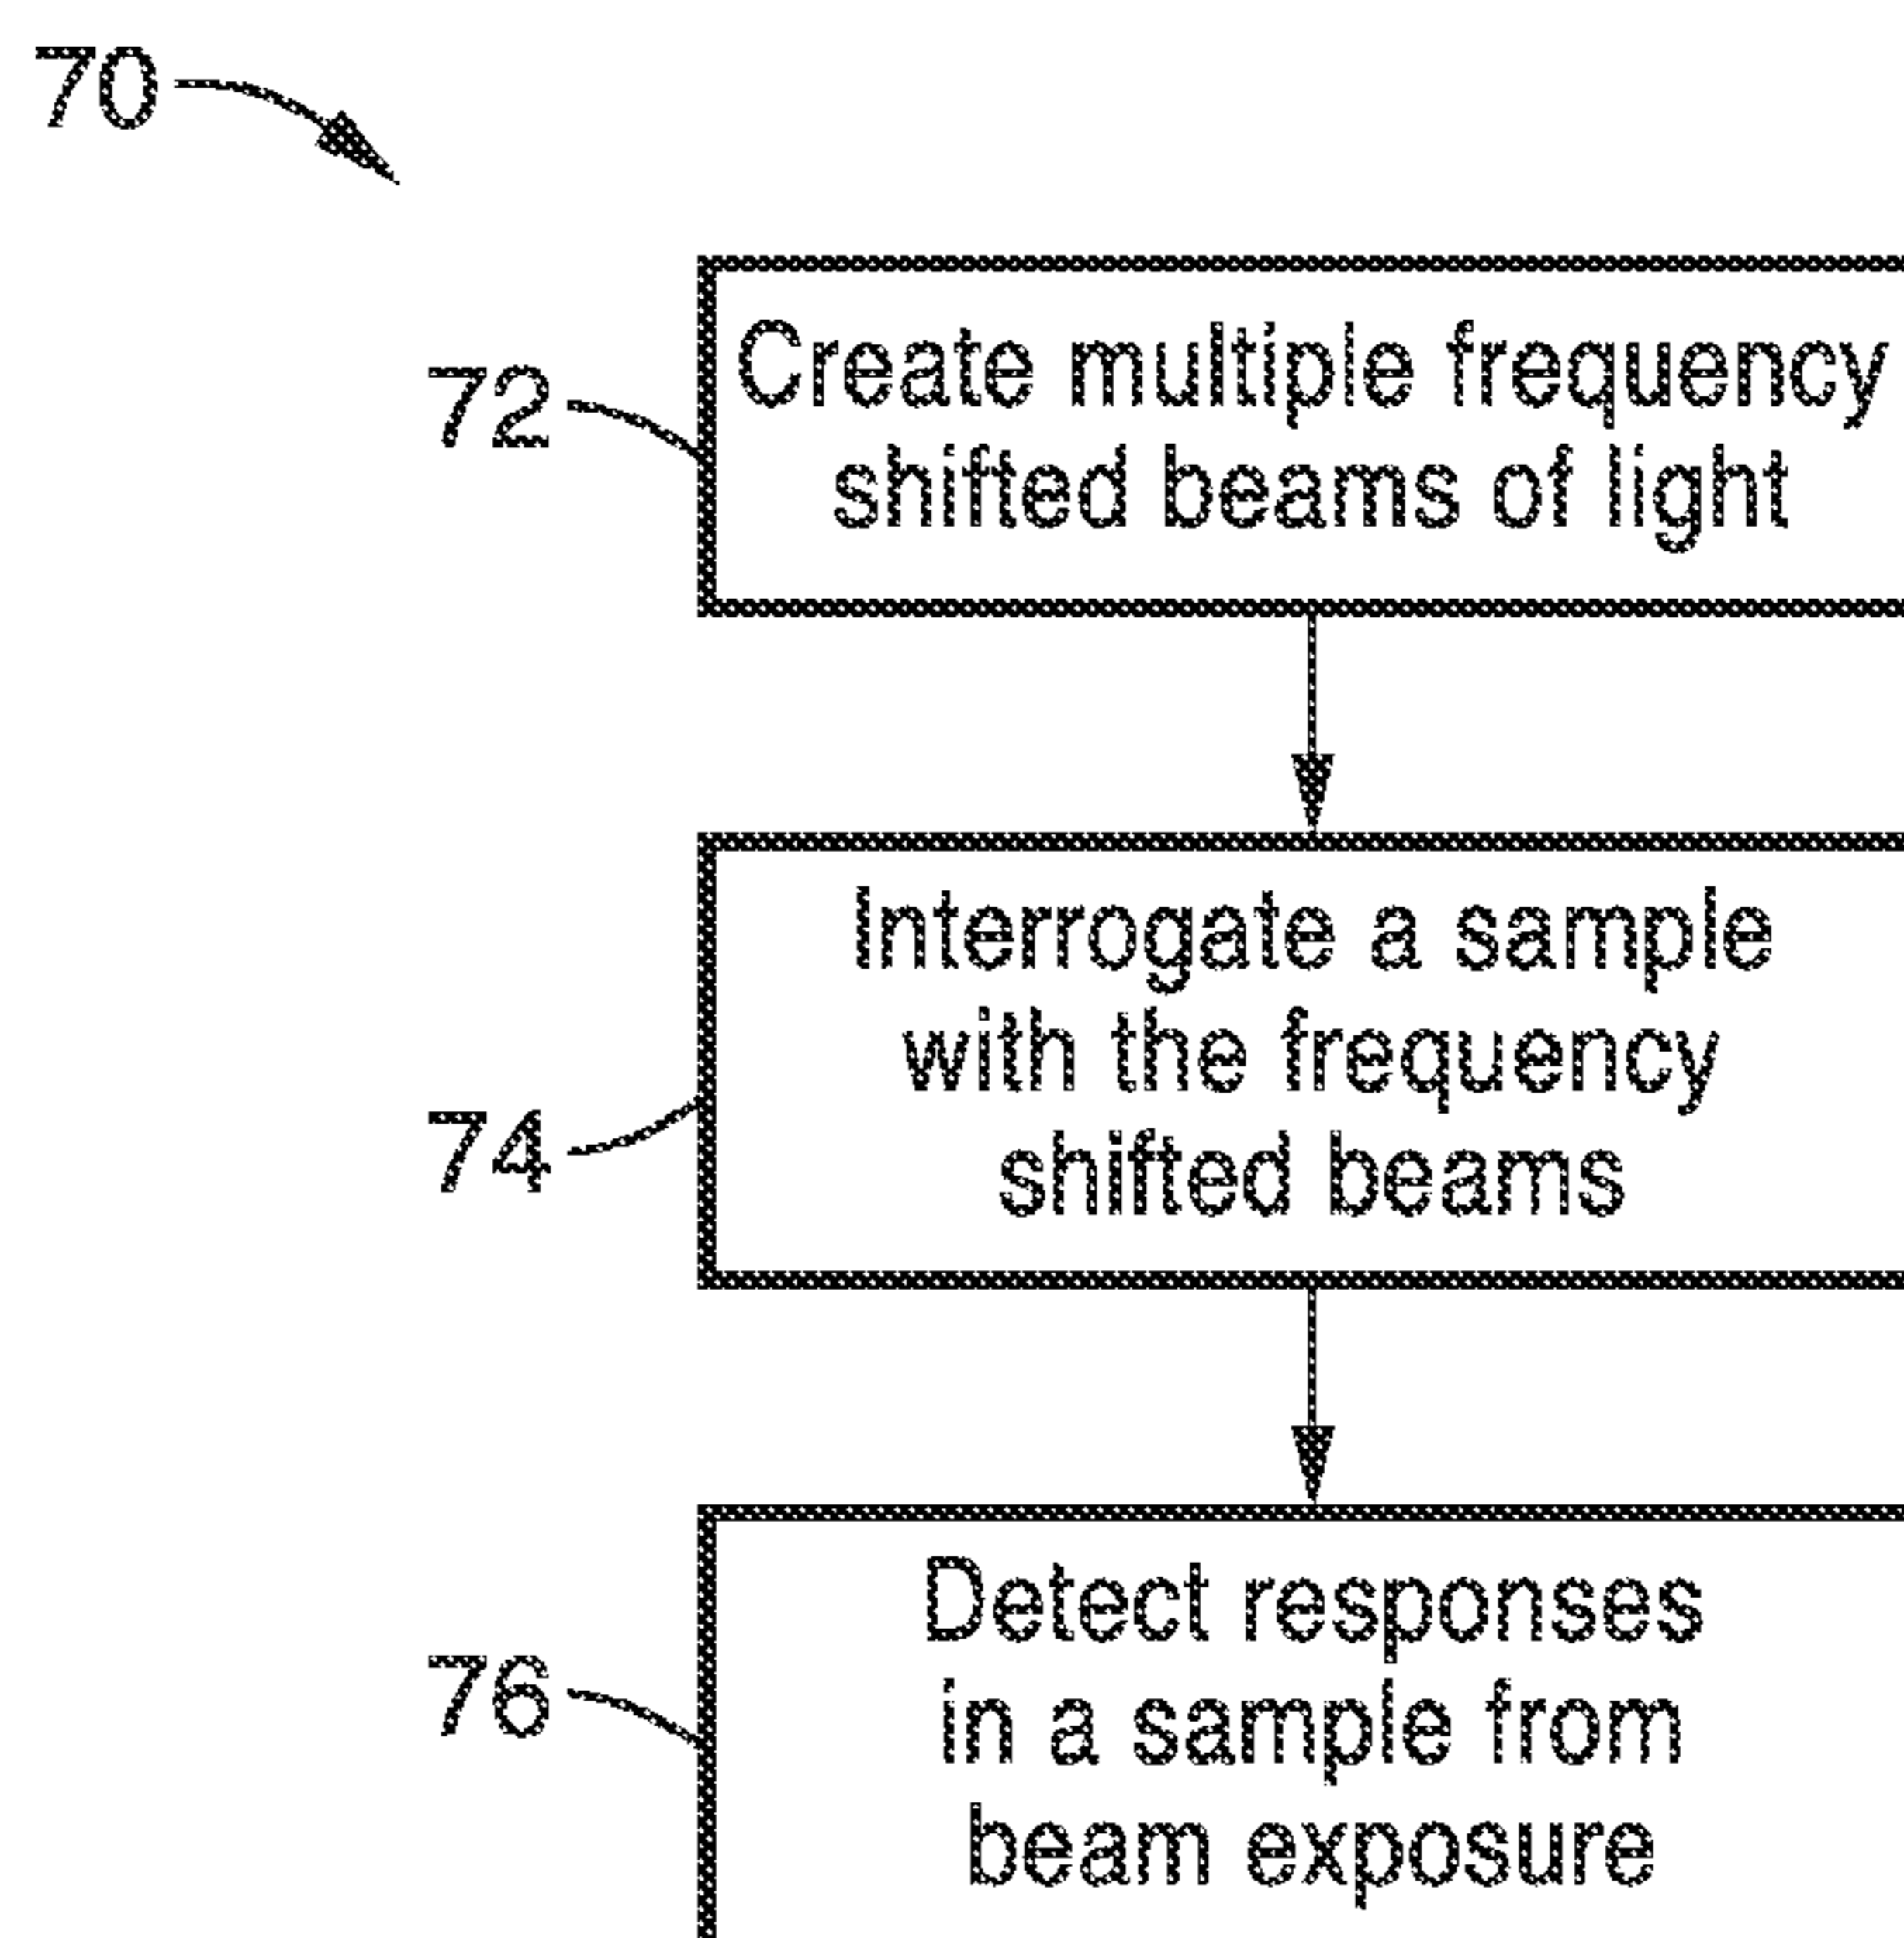 70
72
Create multiple frequency
shifted beams of light
74
Interrogate a sample
with the frequency
shifted beams
76
Detect responses
in a sample from
beam exposure